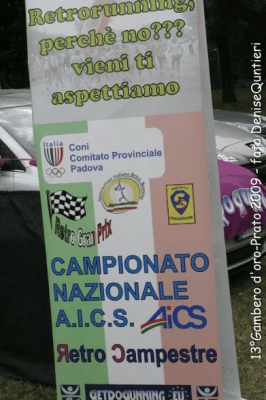 Retrorunning,
perchè no???
vieni ti
aspettiamo
Italia
Coni
Comitato Provinciale
Padova
Retro Gran Prix
CAMPIONATO
NAZIONALE
A.I.C.S. AiCS
Retro Campestre
13°Gambero d'oro-Prato 2009 - foto DeniseQuntieri